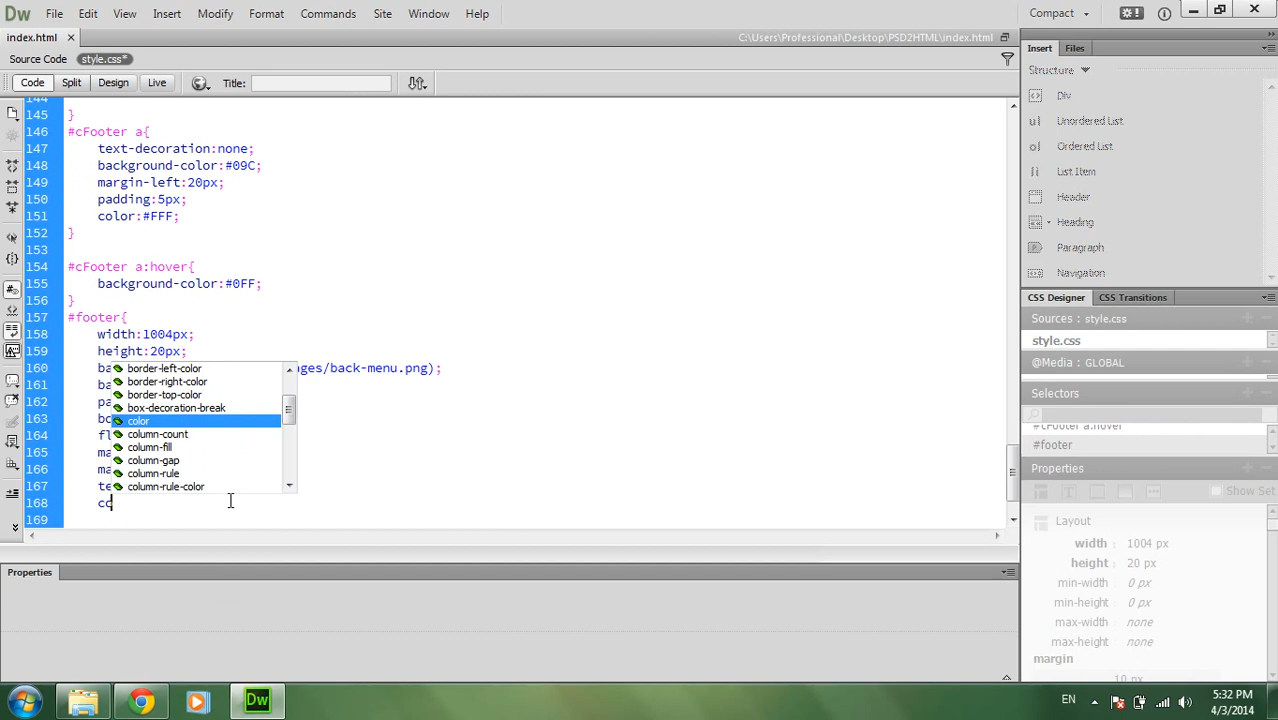 Dw File Edit View Insert Modify Format Commands Site Window Help Compact
index.html C:\Users\Professional\Desktop\PSD2HTML\index.html
Source Code style.css*
Code Split Design Live Title:
144
145 }
146 #cFooter a{
147 text-decoration:none;
148 background-color:#09C;
149 margin-left:20px;
150 padding:5px;
151 color:#FFF;
152 }
153
154 #cFooter a:hover{
155 background-color:#0FF;
156 }
157 #footer{
158 width:1004px;
159 height:20px;
160 ba ges/back-menu.png);
161 ba
162 pa
163 bo
164 fl
165 ma
166 ma
167 te
168 co
169
border-left-color
border-right-color
border-top-color
box-decoration-break
color
column-count
column-fill
column-gap
column-rule
column-rule-color
Insert Files
Structure
Div
Unordered List
Ordered List
List Item
Header
Heading
Paragraph
Navigation
CSS Designer CSS Transitions
Sources : style.css
style.css
@Media : GLOBAL
Selectors
#cFooter a:hover
#footer
Properties
Show Set
Layout
width : 1004 px
height : 20 px
min-width : 0 px
min-height : 0 px
max-width : none
max-height : none
margin
10 px
Properties
Dw EN 5:32 PM
4/3/2014